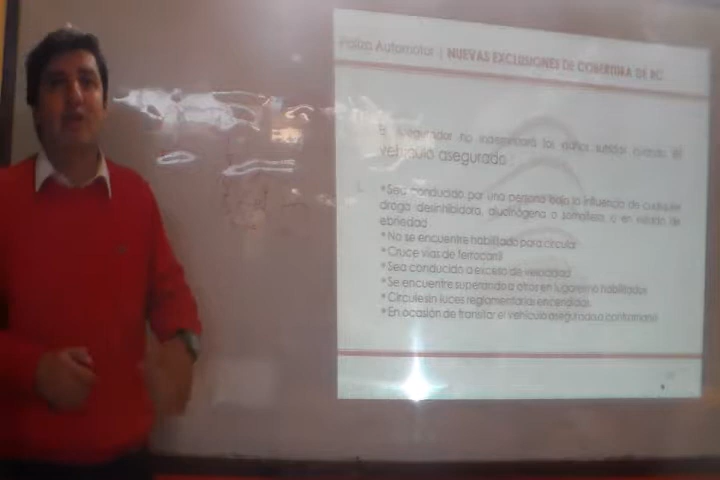 Poliza Automotor | NUEVAS EXCLUSIONES DE COBERTURA DE RC
El Asegurador no indemnizará los daños sufridos cuando el
vehículo asegurado :
*Sea conducido por una persona bajo la influencia de cualquier
droga desinhibidora, alucinógena o somnífera, o en estado de
ebriedad
*No se encuentre habilitado para circular
*Cruce vías de ferrocarril
*Sea conducido a exceso de velocidad
*Se encuentre superando a otros en lugares no habilitados
*Circule sin luces reglamentarias encendidas.
*En ocasión de transitar el vehículo asegurado a contramano